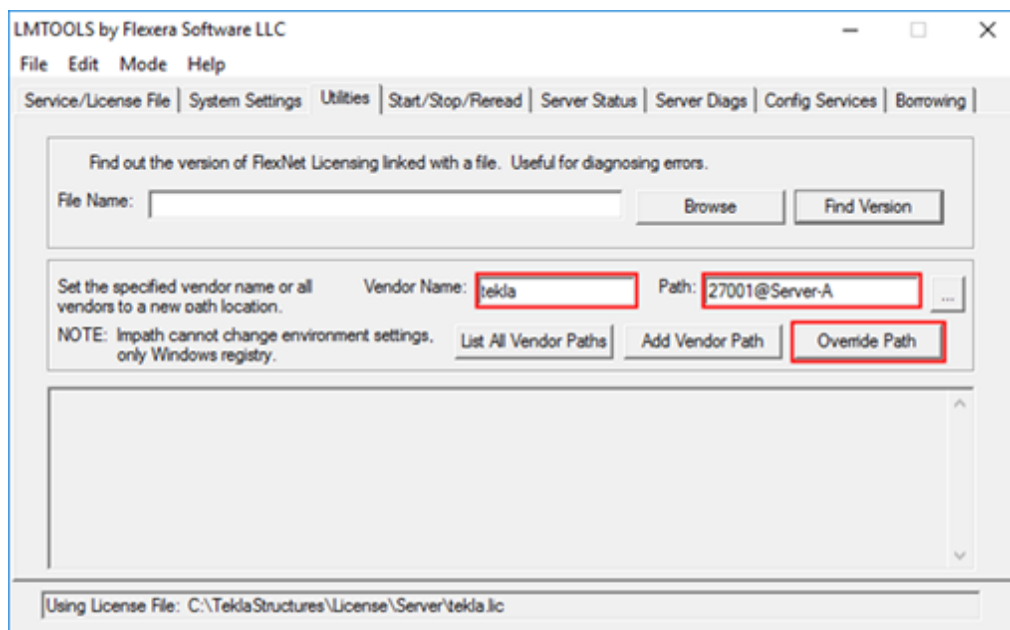 LMTOOLS by Flexera Software LLC
File Edit Mode Help
Service/License File System Settings Utilities Start/Stop/Reread Server Status Server Diags Config Services Borrowing
Find out the version of FlexNet Licensing linked with a file. Useful for diagnosing errors.
File Name: Browse Find Version
Set the specified vendor name or all vendors to a new path location.
Vendor Name: tekla Path: 27001@Server-A ...
NOTE: lmpath cannot change environment settings, only Windows registry.
List All Vendor Paths Add Vendor Path Override Path
Using License File: C:\TeklaStructures\License\Server\tekla.lic